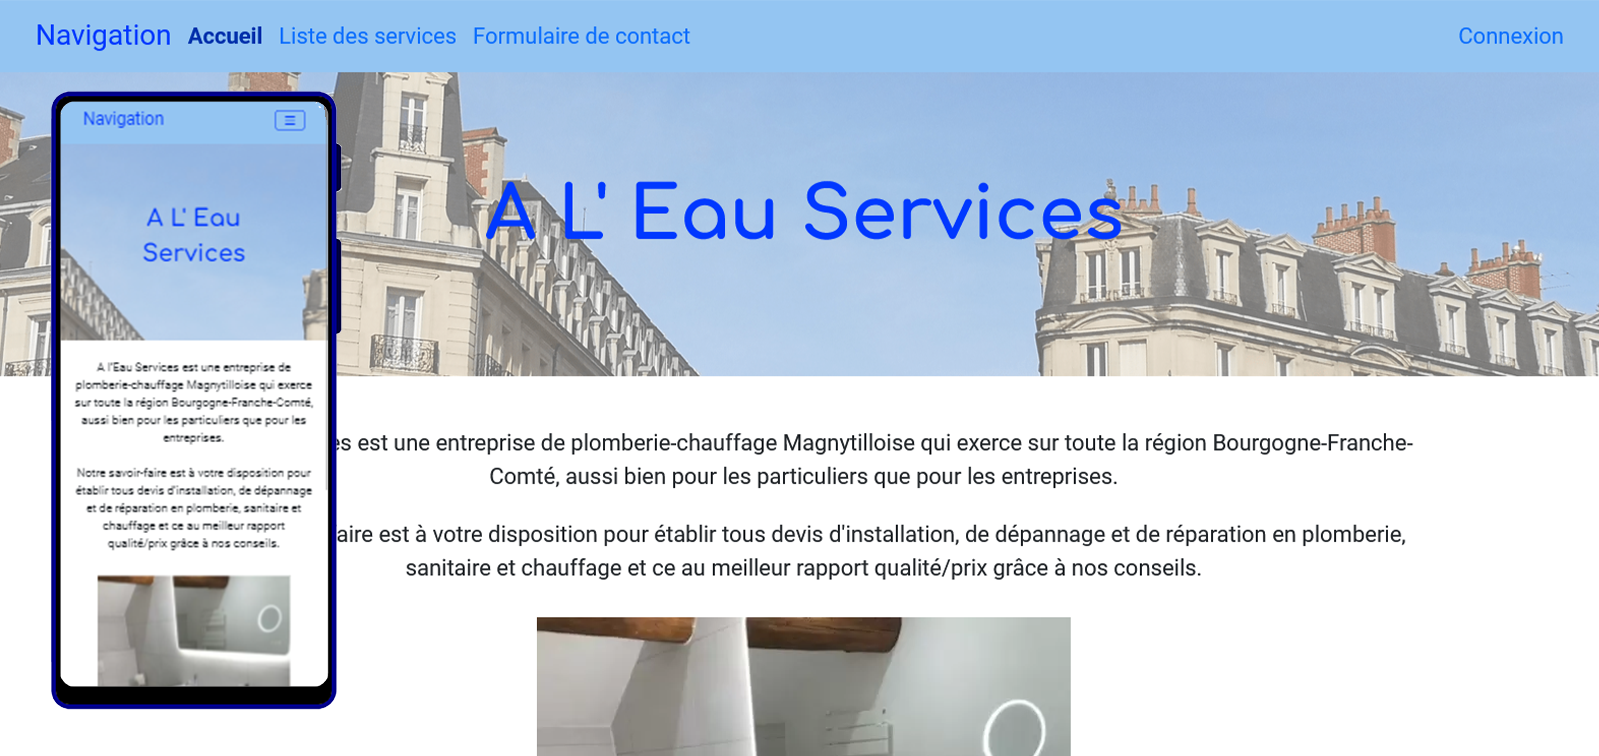 Navigation Accueil Liste des services Formulaire de contact Connexion
A L' Eau Services
es est une entreprise de plomberie-chauffage Magnytilloise qui exerce sur toute la région Bourgogne-Franche-
Comté, aussi bien pour les particuliers que pour les entreprises.
aire est à votre disposition pour établir tous devis d'installation, de dépannage et de réparation en plomberie,
sanitaire et chauffage et ce au meilleur rapport qualité/prix grâce à nos conseils.
Navigation
A L' Eau
Services
A l'Eau Services est une entreprise de
plomberie-chauffage Magnytilloise qui exerce
sur toute la région Bourgogne-Franche-Comté,
aussi bien pour les particuliers que pour les
entreprises.
Notre savoir-faire est à votre disposition pour
établir tous devis d'installation, de dépannage
et de réparation en plomberie, sanitaire et
chauffage et ce au meilleur rapport
qualité/prix grâce à nos conseils.